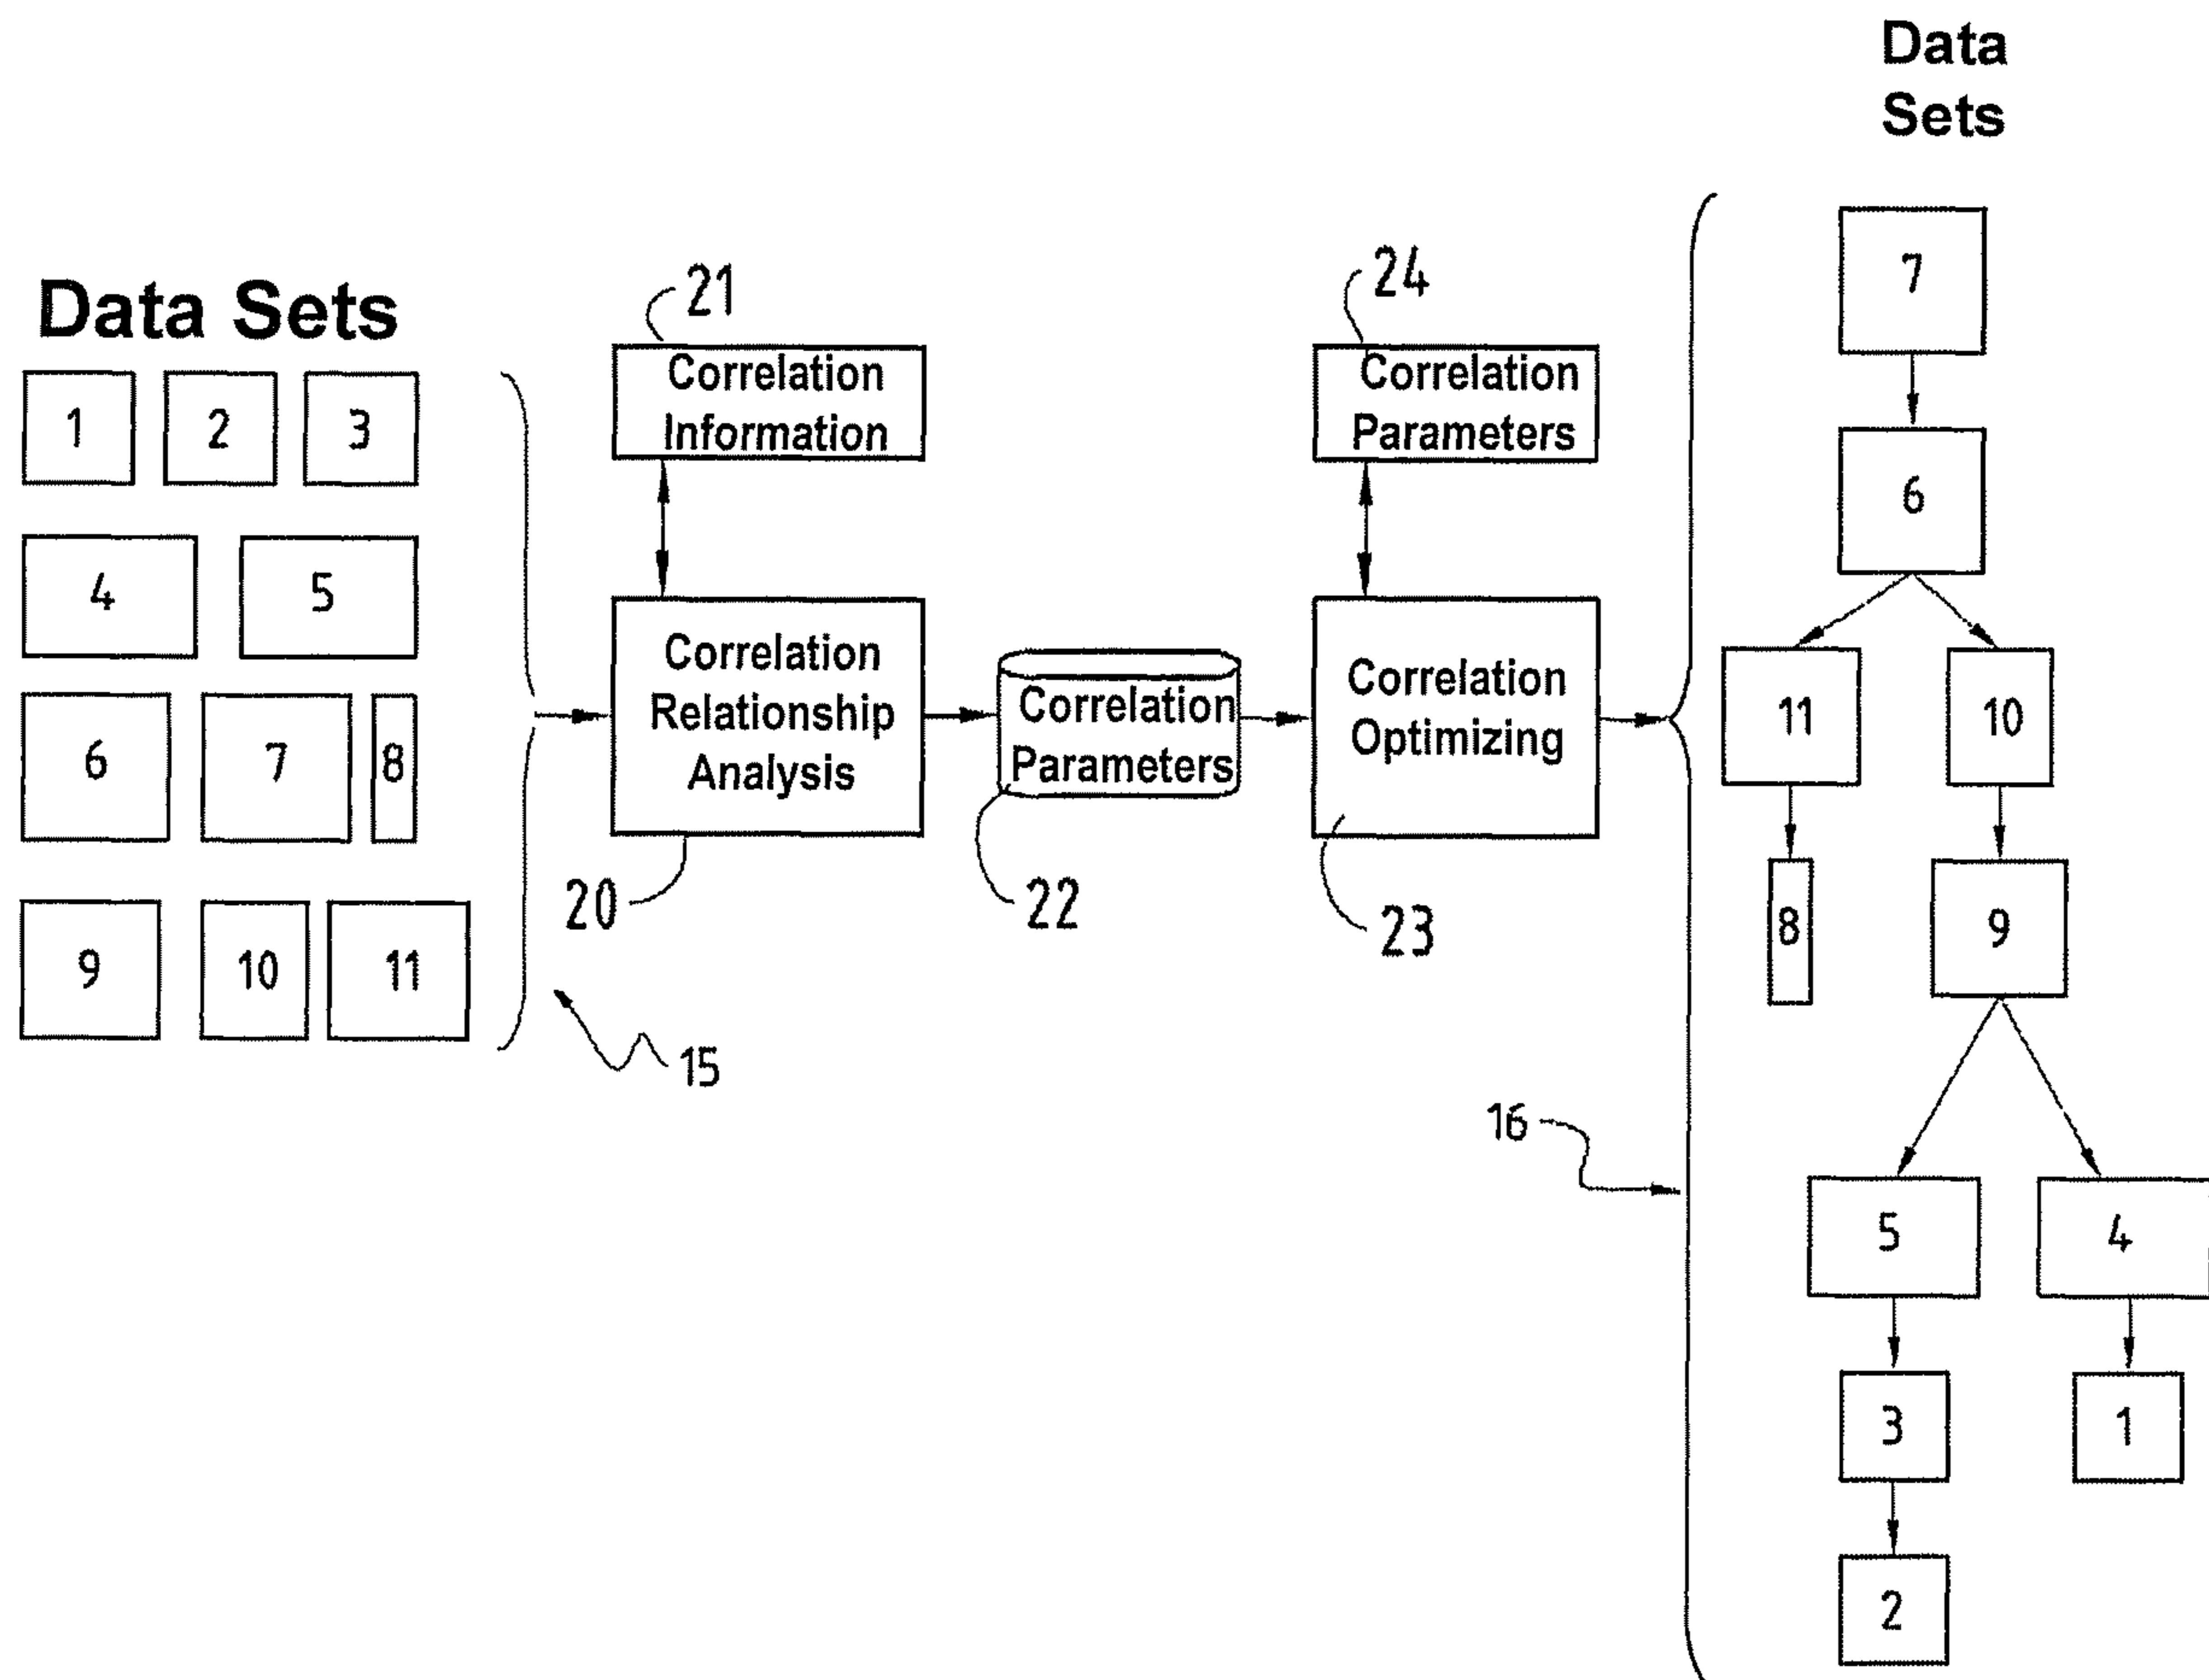 Data
Sets
Data Sets
21
24
Correlation
Information
Correlation
Parameters
1 2 3
4 5
6 7 8
9 10 11
Correlation
Relationship
Analysis
Correlation
Parameters
Correlation
Optimizing
20
22
23
15
16
7
6
11 10
8 9
5 4
3 1
2